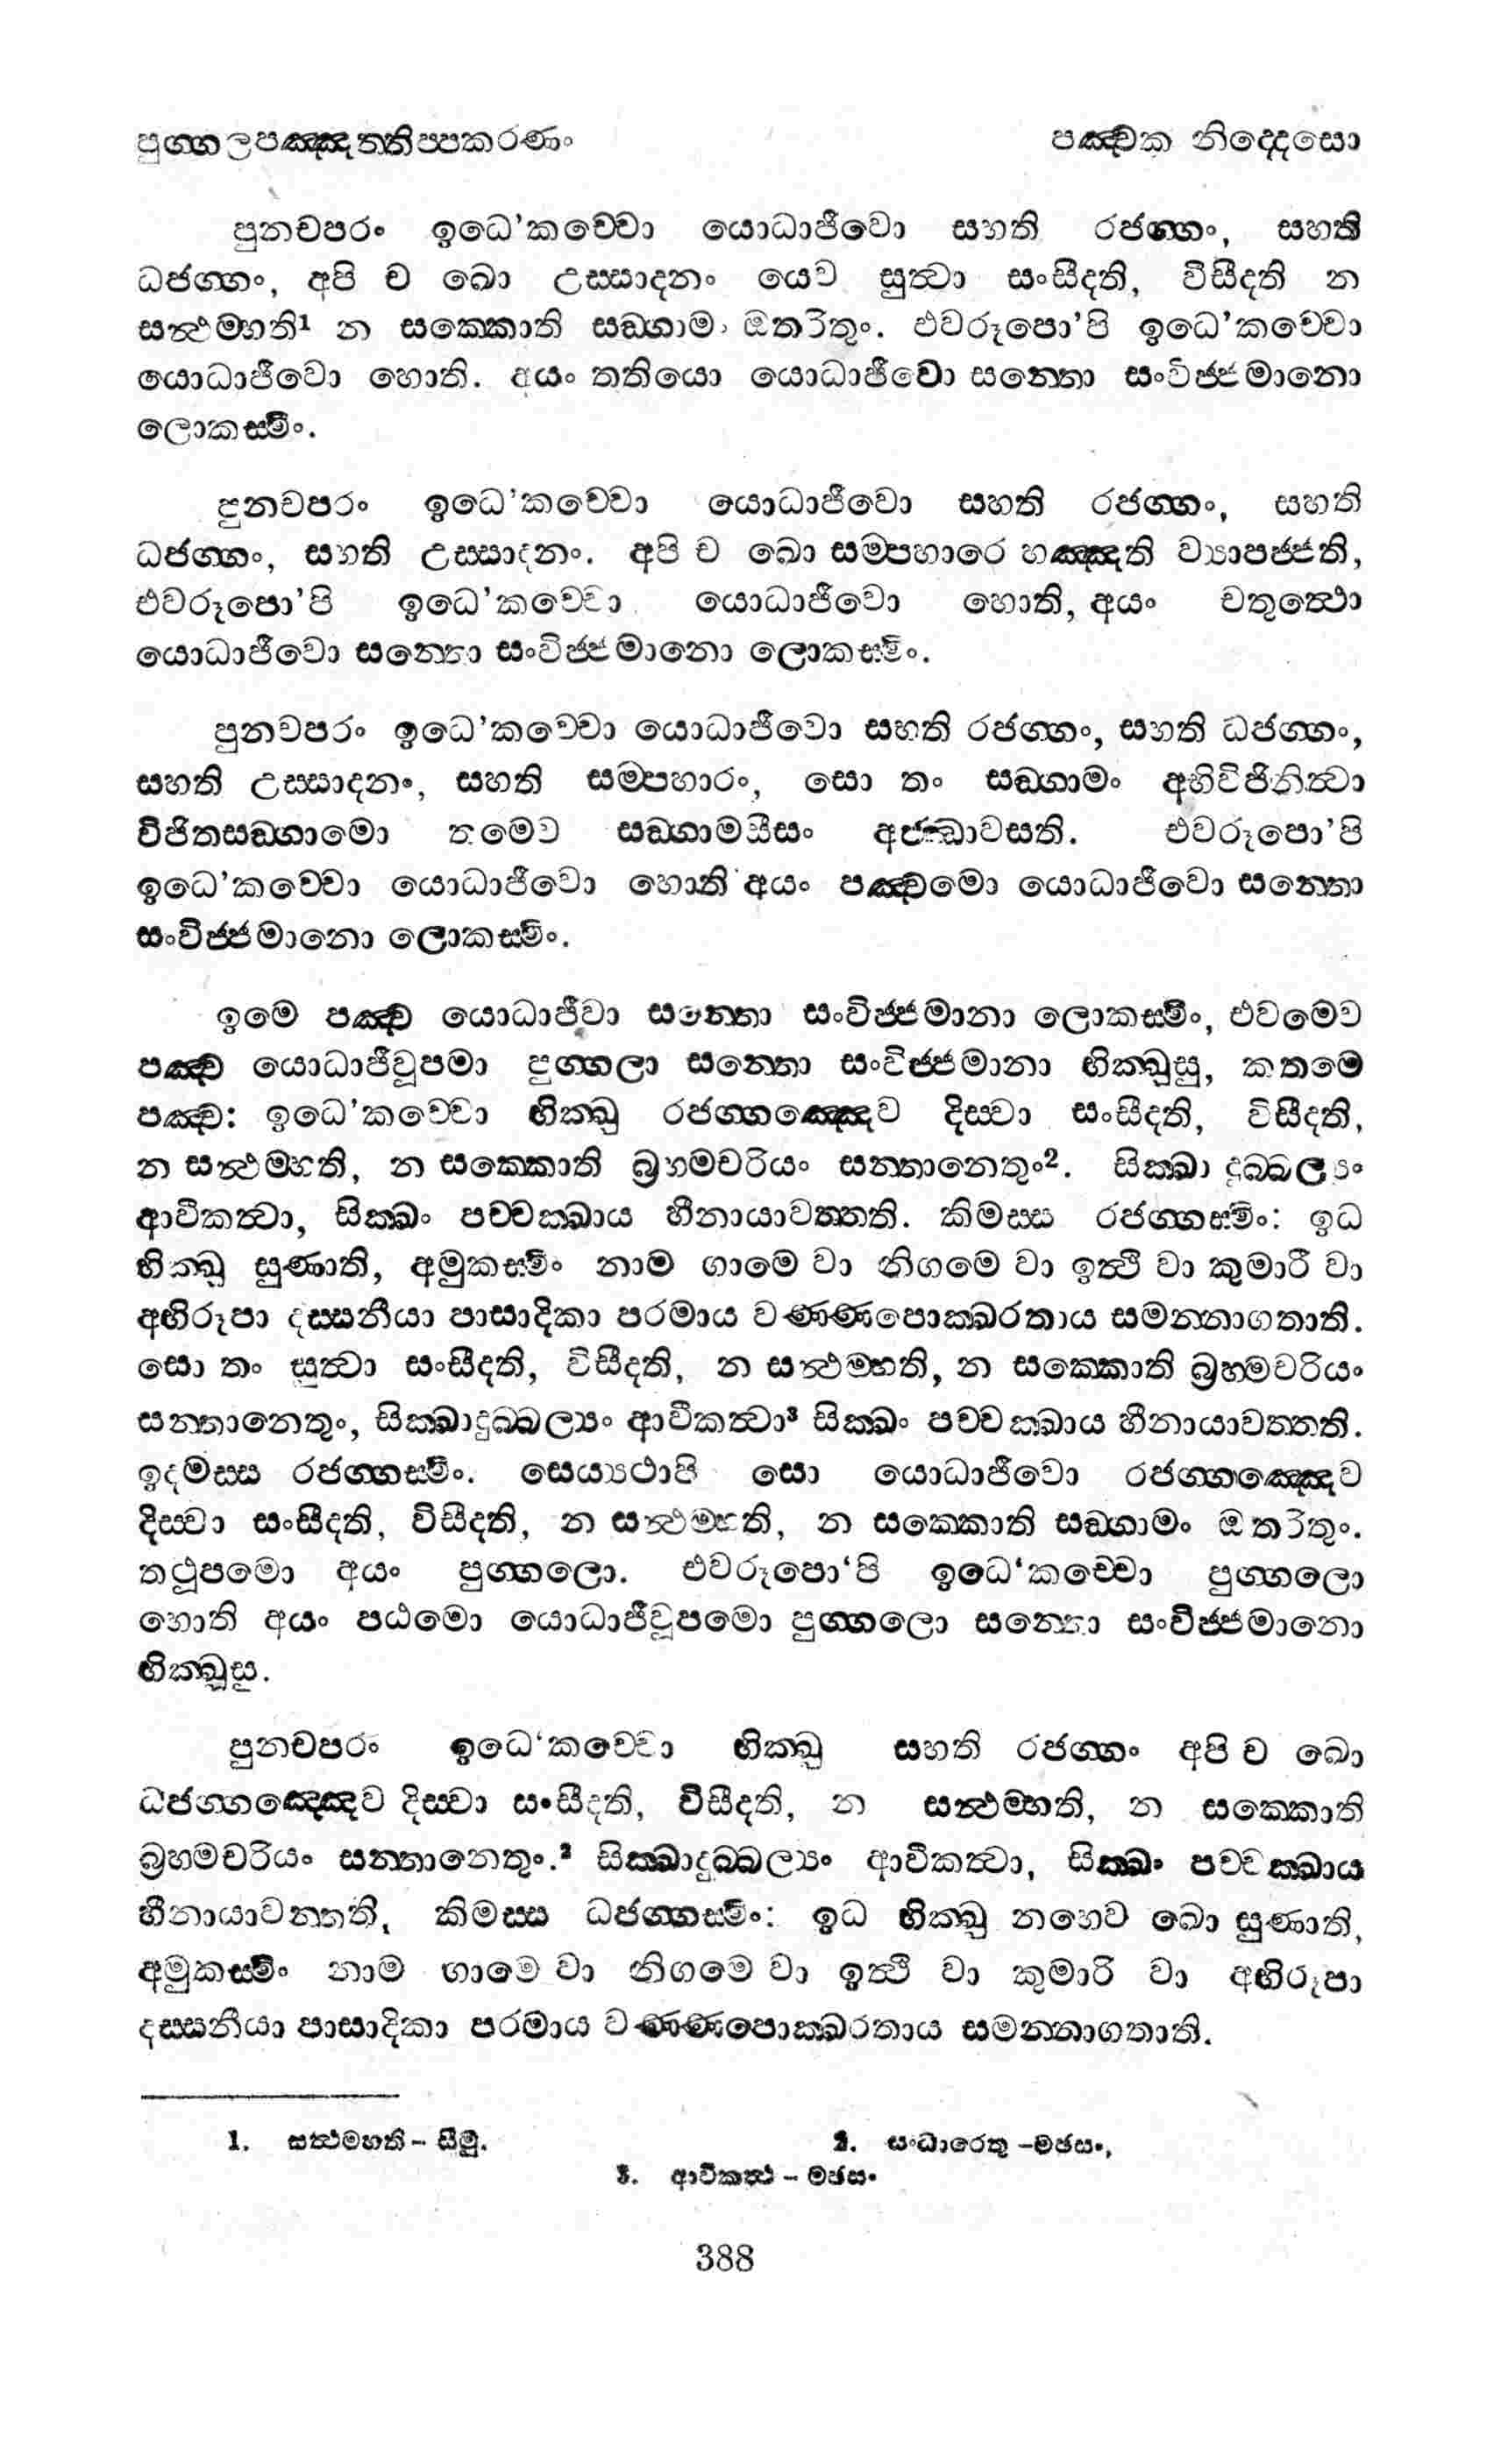 පුග්ගලපඤ්ඤත්තිප්පකරණං පඤ්චක නිද්දෙසො
පුනචපරං ඉධෙ'කච්චො යොධාජීවො සහති රජග්ගං, සහති
ධජග්ගං, අපි ච ඛො උස්සාදනං යෙව සුත්වා සංසීදති, විසීදති න
සන්ථම්භති¹ න සක්කොති සඞ්ගාමං ඔතරිතුං. එවරූපො'පි ඉධෙ'කච්චො
යොධාජීවො හොති. අයං තතියො යොධාජීවො සන්තො සංවිජ්ජමානො
ලොකස්මිං.
පුනචපරං ඉධෙ'කච්චො යොධාජීවො සහති රජග්ගං, සහති
ධජග්ගං, සහති උස්සාදනං. අපි ච ඛො සම්පහාරෙ හඤ්ඤති ව්‍යාපජ්ජති,
එවරූපො'පි ඉධෙ'කච්චො යොධාජීවො හොති, අයං චතුත්ථො
යොධාජීවො සන්තො සංවිජ්ජමානො ලොකස්මිං.
පුනචපරං ඉධෙ'කච්චො යොධාජීවො සහති රජග්ගං, සහති ධජග්ගං,
සහති උස්සාදනං, සහති සම්පහාරං, සො තං සඞ්ගාමං අභිවිජිනිත්වා
විජිතසඞ්ගාමො තමෙව සඞ්ගාමසීසං අජ්ඣාවසති. එවරූපො'පි
ඉධෙ'කච්චො යොධාජීවො හොති අයං පඤ්චමො යොධාජීවො සන්තො
සංවිජ්ජමානො ලොකස්මිං.
ඉමෙ පඤ්ච යොධාජීවා සන්තො සංවිජ්ජමානා ලොකස්මිං, එවමෙව
පඤ්ච යොධාජීවූපමා පුග්ගලා සන්තො සංවිජ්ජමානා භික්ඛූසු, කතමෙ
පඤ්ච: ඉධෙ'කච්චො භික්ඛු රජග්ගඤ්ඤෙව දිස්වා සංසීදති, විසීදති,
න සන්ථම්භති, න සක්කොති බ්‍රහ්මචරියං සන්තානෙතුං². සික්ඛා දුබ්බල්‍යං
ආවීකත්වා, සික්ඛං පච්චක්ඛාය හීනායාවත්තති. කිමස්ස රජග්ගස්මිං: ඉධ
භික්ඛු සුණාති, අමුකස්මිං නාම ගාමෙ වා නිගමෙ වා ඉත්ථි වා කුමාරී වා
අභිරූපා දස්සනීයා පාසාදිකා පරමාය වණ්ණපොක්ඛරතාය සමන්නාගතාති.
සො තං සුත්වා සංසීදති, විසීදති, න සන්ථම්භති, න සක්කොති බ්‍රහ්මචරියං
සන්තානෙතුං, සික්ඛාදුබ්බල්‍යං ආවීකත්වා³ සික්ඛං පච්චක්ඛාය හීනායාවත්තති.
ඉදමස්ස රජග්ගස්මිං. සෙය්‍යථාපි සො යොධාජීවො රජග්ගඤ්ඤෙව
දිස්වා සංසීදති, විසීදති, න සන්ථම්භති, න සක්කොති සඞ්ගාමං ඔතරිතුං.
තථූපමො අයං පුග්ගලො. එවරූපො‘පි ඉධෙ‘කච්චො පුග්ගලො
හොති අයං පඨමො යොධාජීවූපමො පුග්ගලො සන්තො සංවිජ්ජමානො
භික්ඛූසු.
පුනචපරං ඉධෙ‘කච්චො භික්ඛු සහති රජග්ගං අපි ච ඛො
ධජග්ගඤ්ඤෙව දිස්වා සංසීදති, විසීදති, න සන්ථම්භති, න සක්කොති
බ්‍රහ්මචරියං සන්තානෙතුං.² සික්ඛාදුබ්බල්‍යං ආවීකත්වා, සික්ඛං පච්චක්ඛාය
හීනායාවත්තති, කිමස්ස ධජග්ගස්මිං: ඉධ භික්ඛු නහෙව ඛො සුණාති,
අමුකස්මිං නාම ගාමෙ වා නිගමෙ වා ඉත්ථි වා කුමාරි වා අභිරූපා
දස්සනීයා පාසාදිකා පරමාය වණ්ණපොක්ඛරතාය සමන්නාගතාති.
1. සත්ථම්හති - සීමු. 2. සංධාරෙතු - මඡසං,
3. ආවිකත්ථ - මඡසං
388